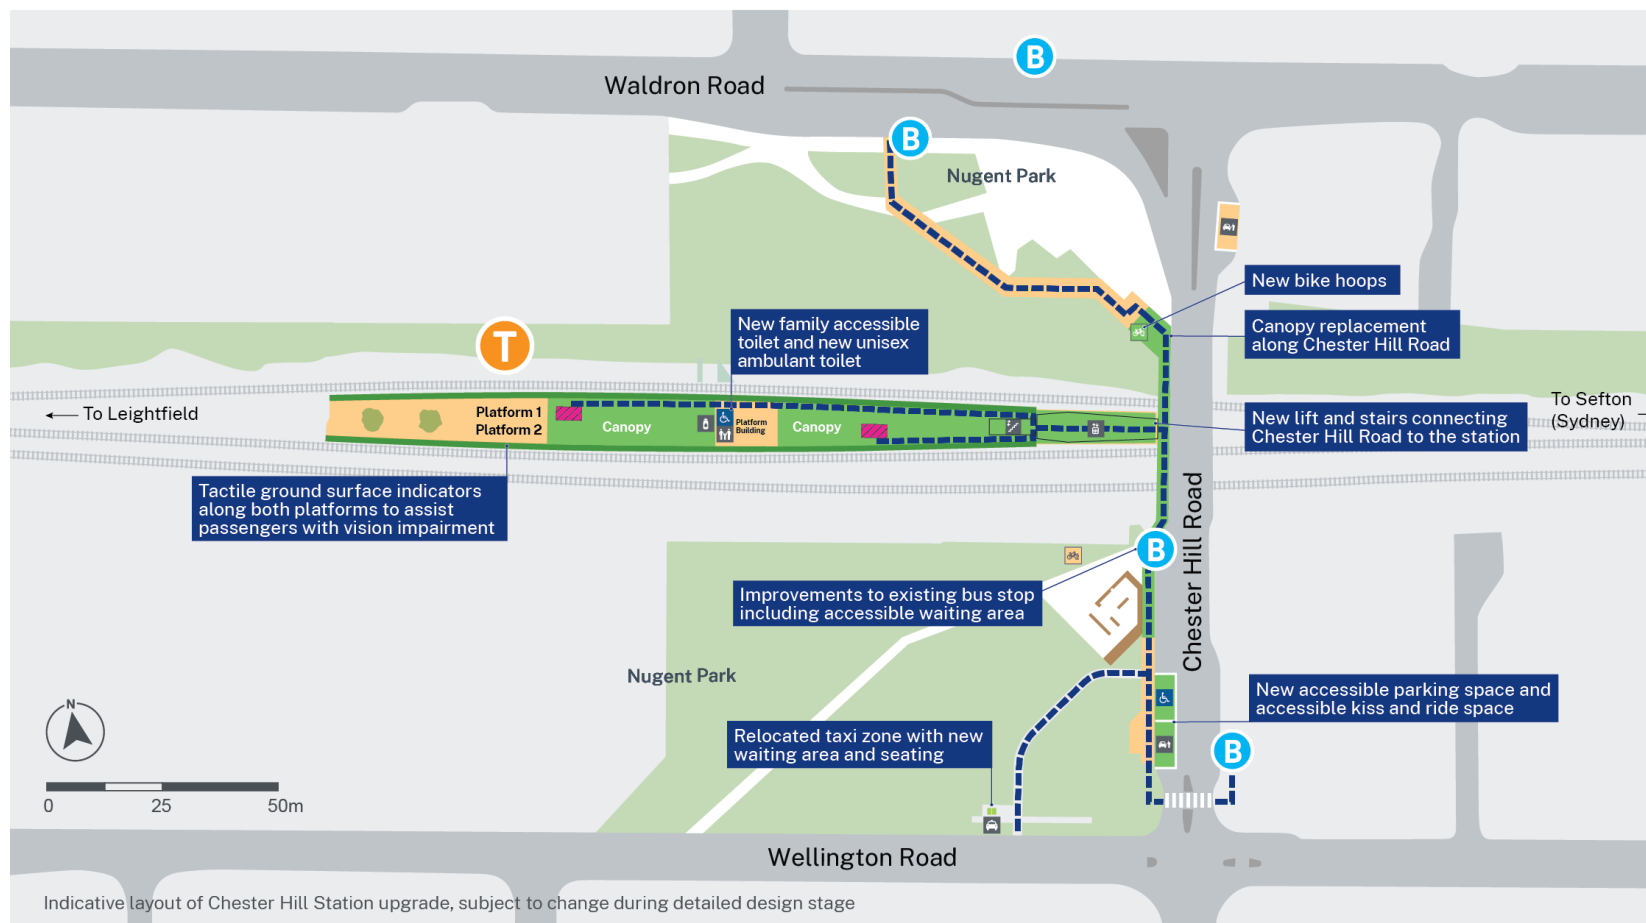 B
Waldron Road
B
Nugent Park
New bike hoops
New family accessible
toilet and new unisex
ambulant toilet
Canopy replacement
along Chester Hill Road
T
To Leightfield
Platform 1
Platform 2
Canopy
Platform
Building
Canopy
New lift and stairs connecting
Chester Hill Road to the station
To Sefton
(Sydney)
Tactile ground surface indicators
along both platforms to assist
passengers with vision impairment
Chester Hill Road
B
Improvements to existing bus stop
including accessible waiting area
Nugent Park
New accessible parking space and
accessible kiss and ride space
N
Relocated taxi zone with new
waiting area and seating
B
0 25 50m
Wellington Road
Indicative layout of Chester Hill Station upgrade, subject to change during detailed design stage